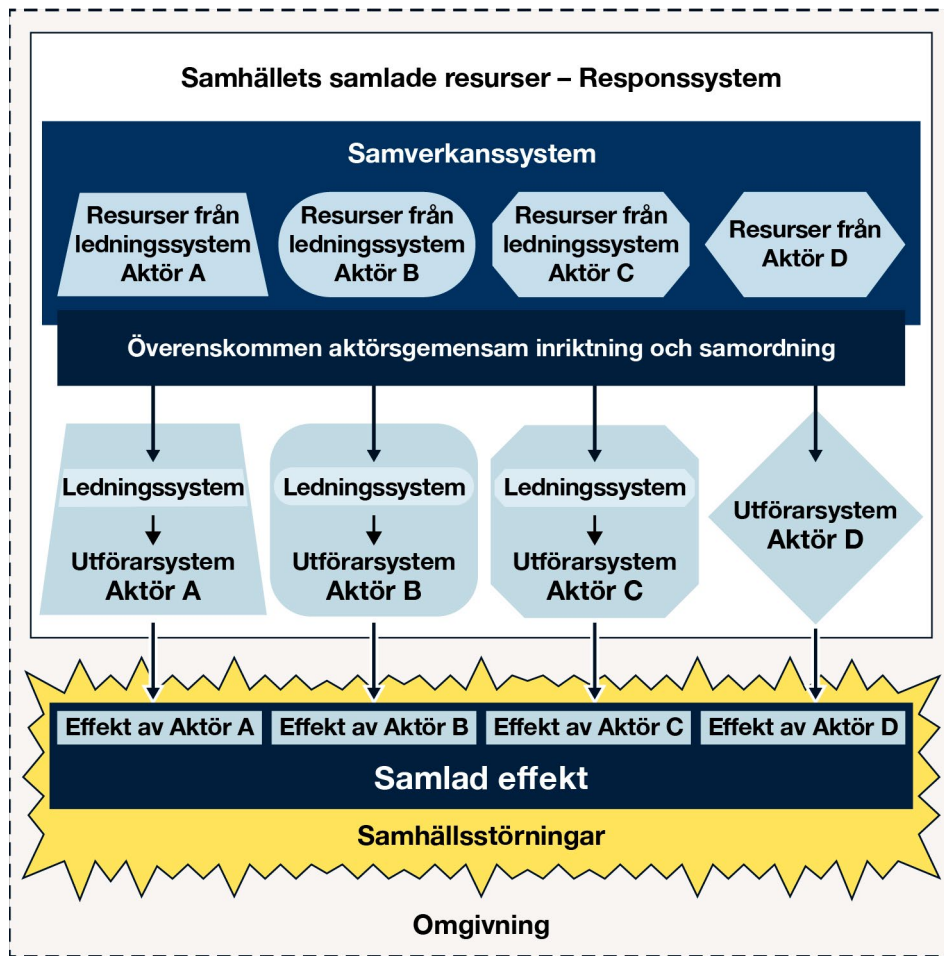 Samhällets samlade resurser – Responssystem
Samverkanssystem
Resurser från
ledningssystem
Aktör A
Resurser från
ledningssystem
Aktör B
Resurser från
ledningssystem
Aktör C
Resurser från
Aktör D
Överenskommen aktörsgemensam inriktning och samordning
Ledningssystem
Utförarsystem
Aktör A
Ledningssystem
Utförarsystem
Aktör B
Ledningssystem
Utförarsystem
Aktör C
Utförarsystem
Aktör D
Effekt av Aktör A
Effekt av Aktör B
Effekt av Aktör C
Effekt av Aktör D
Samlad effekt
Samhällsstörningar
Omgivning